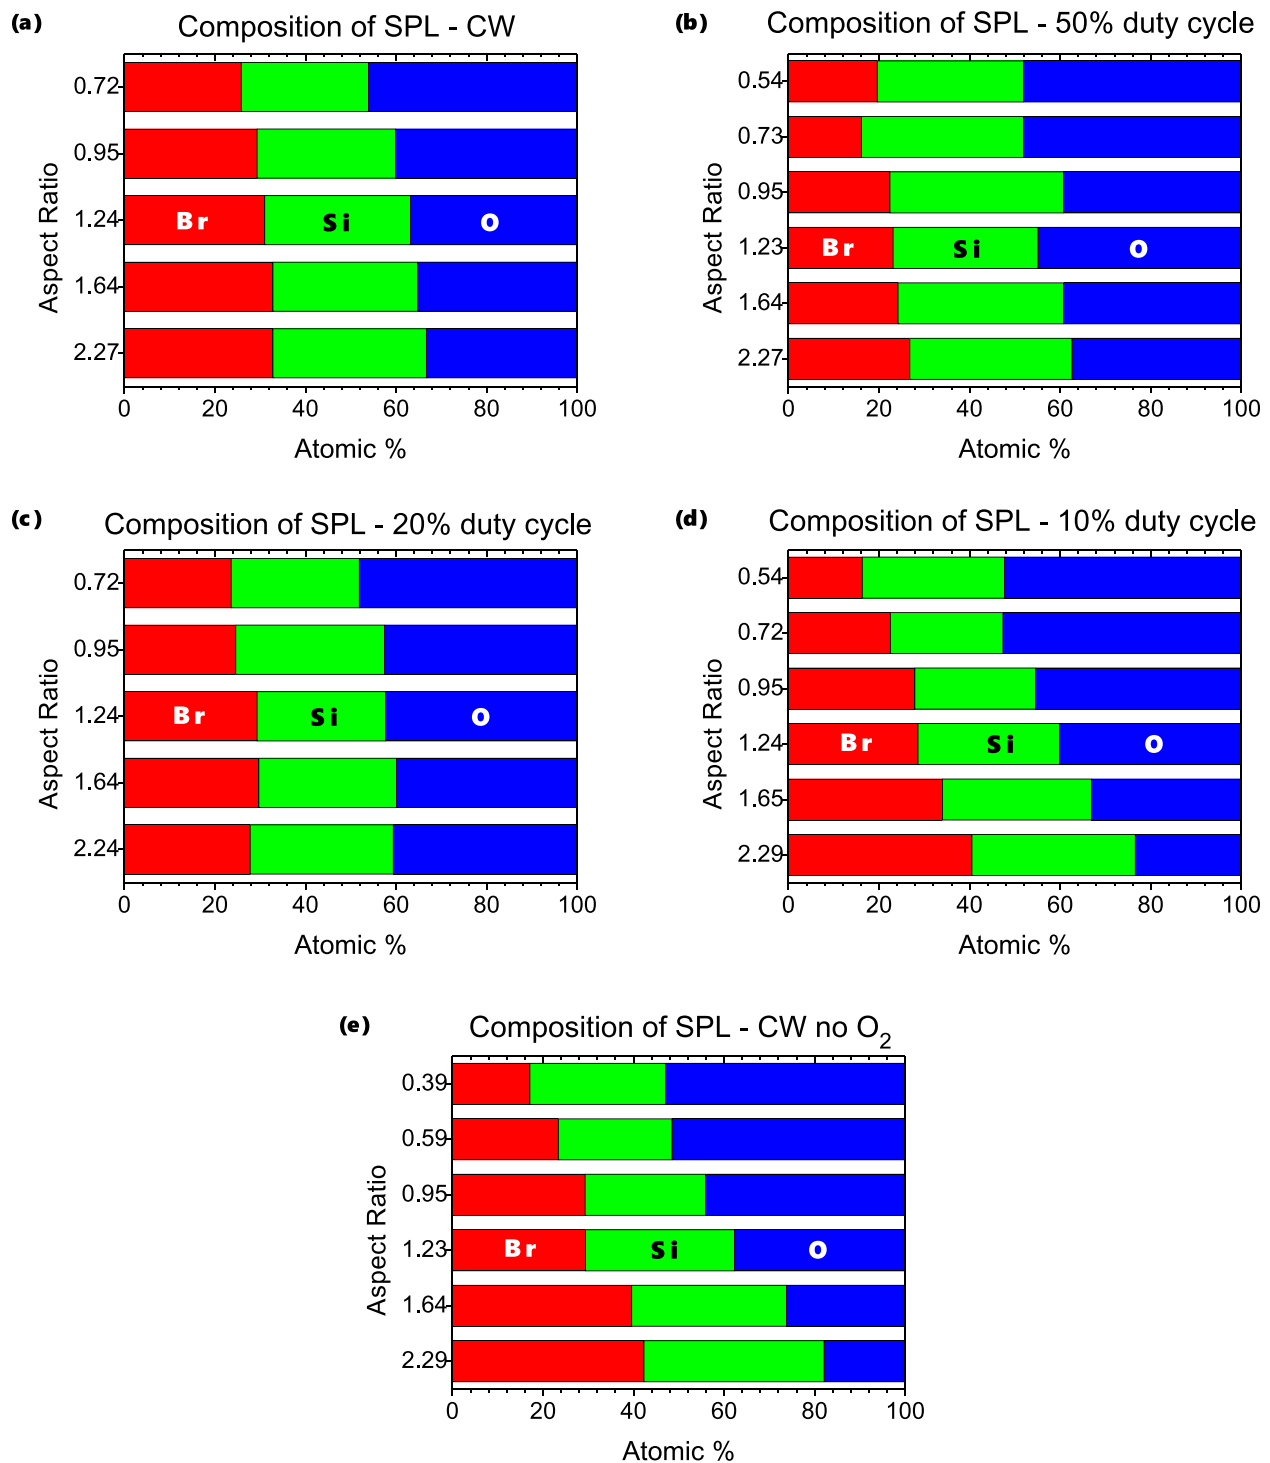 (a) Composition of SPL - CW
Aspect Ratio
0.72
0.95
1.24 Br Si O
1.64
2.27
0 20 40 60 80 100
Atomic %
(b) Composition of SPL - 50% duty cycle
Aspect Ratio
0.54
0.73
0.95
1.23 Br Si O
1.64
2.27
0 20 40 60 80 100
Atomic %
(c) Composition of SPL - 20% duty cycle
Aspect Ratio
0.72
0.95
1.24 Br Si O
1.64
2.24
0 20 40 60 80 100
Atomic %
(d) Composition of SPL - 10% duty cycle
Aspect Ratio
0.54
0.72
0.95
1.24 Br Si O
1.65
2.29
0 20 40 60 80 100
Atomic %
(e) Composition of SPL - CW no O₂
Aspect Ratio
0.39
0.59
0.95
1.23 Br Si O
1.64
2.29
0 20 40 60 80 100
Atomic %